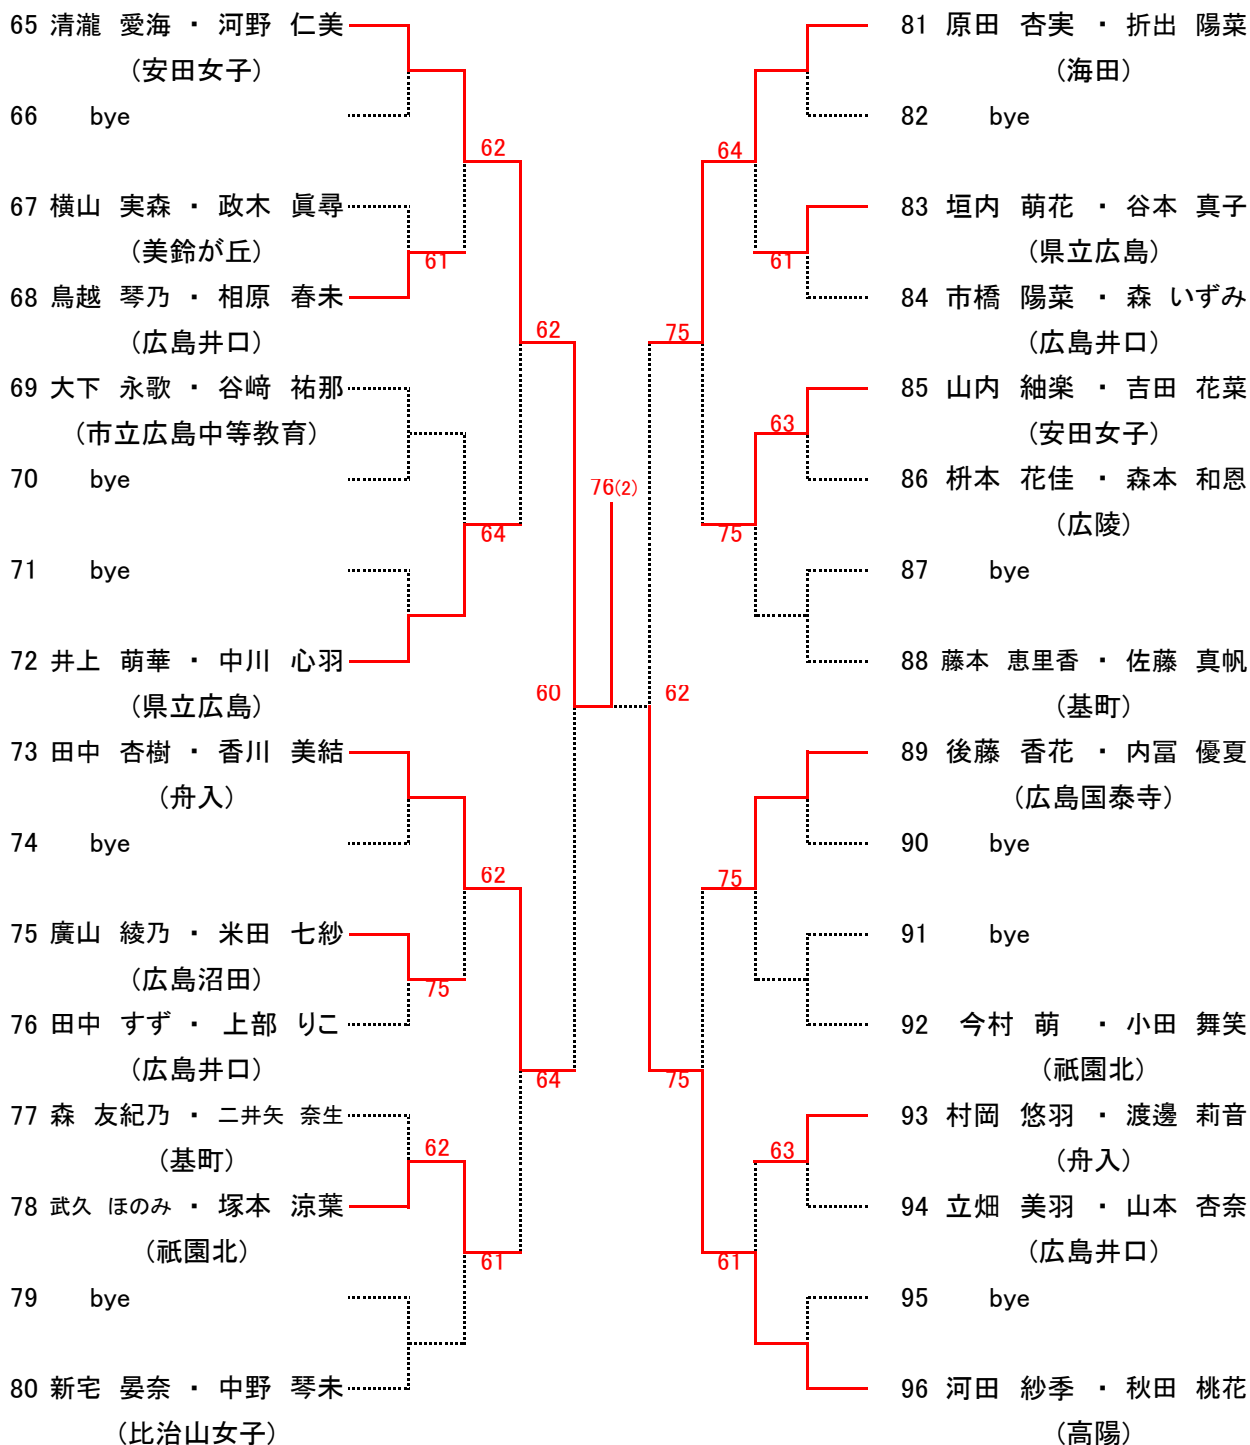 65 清瀧 愛海 ・ 河野 仁美
(安田女子)
66 bye
62
67 横山 実森 ・ 政木 眞尋
(美鈴が丘)
61
68 鳥越 琴乃 ・ 相原 春未
(広島井口)
62
69 大下 永歌 ・ 谷﨑 祐那
(市立広島中等教育)
70 bye
64
71 bye
72 井上 萌華 ・ 中川 心羽
(県立広島)
60
73 田中 杏樹 ・ 香川 美結
(舟入)
74 bye
62
75 廣山 綾乃 ・ 米田 七紗
(広島沼田)
75
76 田中 すず ・ 上部 りこ
(広島井口)
64
77 森 友紀乃 ・ 二井矢 奈生
(基町)
62
78 武久 ほのみ ・ 塚本 涼葉
(祇園北)
61
79 bye
80 新宅 晏奈 ・ 中野 琴未
(比治山女子)
76(2)
81 原田 杏実 ・ 折出 陽菜
(海田)
82 bye
64
83 垣内 萌花 ・ 谷本 真子
(県立広島)
61
84 市橋 陽菜 ・ 森 いずみ
(広島井口)
75
85 山内 紬楽 ・ 吉田 花菜
(安田女子)
63
86 枡本 花佳 ・ 森本 和恩
(広陵)
75
87 bye
88 藤本 恵里香 ・ 佐藤 真帆
(基町)
62
89 後藤 香花 ・ 内冨 優夏
(広島国泰寺)
90 bye
75
91 bye
92 今村 萌 ・ 小田 舞笑
(祇園北)
75
93 村岡 悠羽 ・ 渡邊 莉音
(舟入)
63
94 立畑 美羽 ・ 山本 杏奈
(広島井口)
61
95 bye
96 河田 紗季 ・ 秋田 桃花
(高陽)